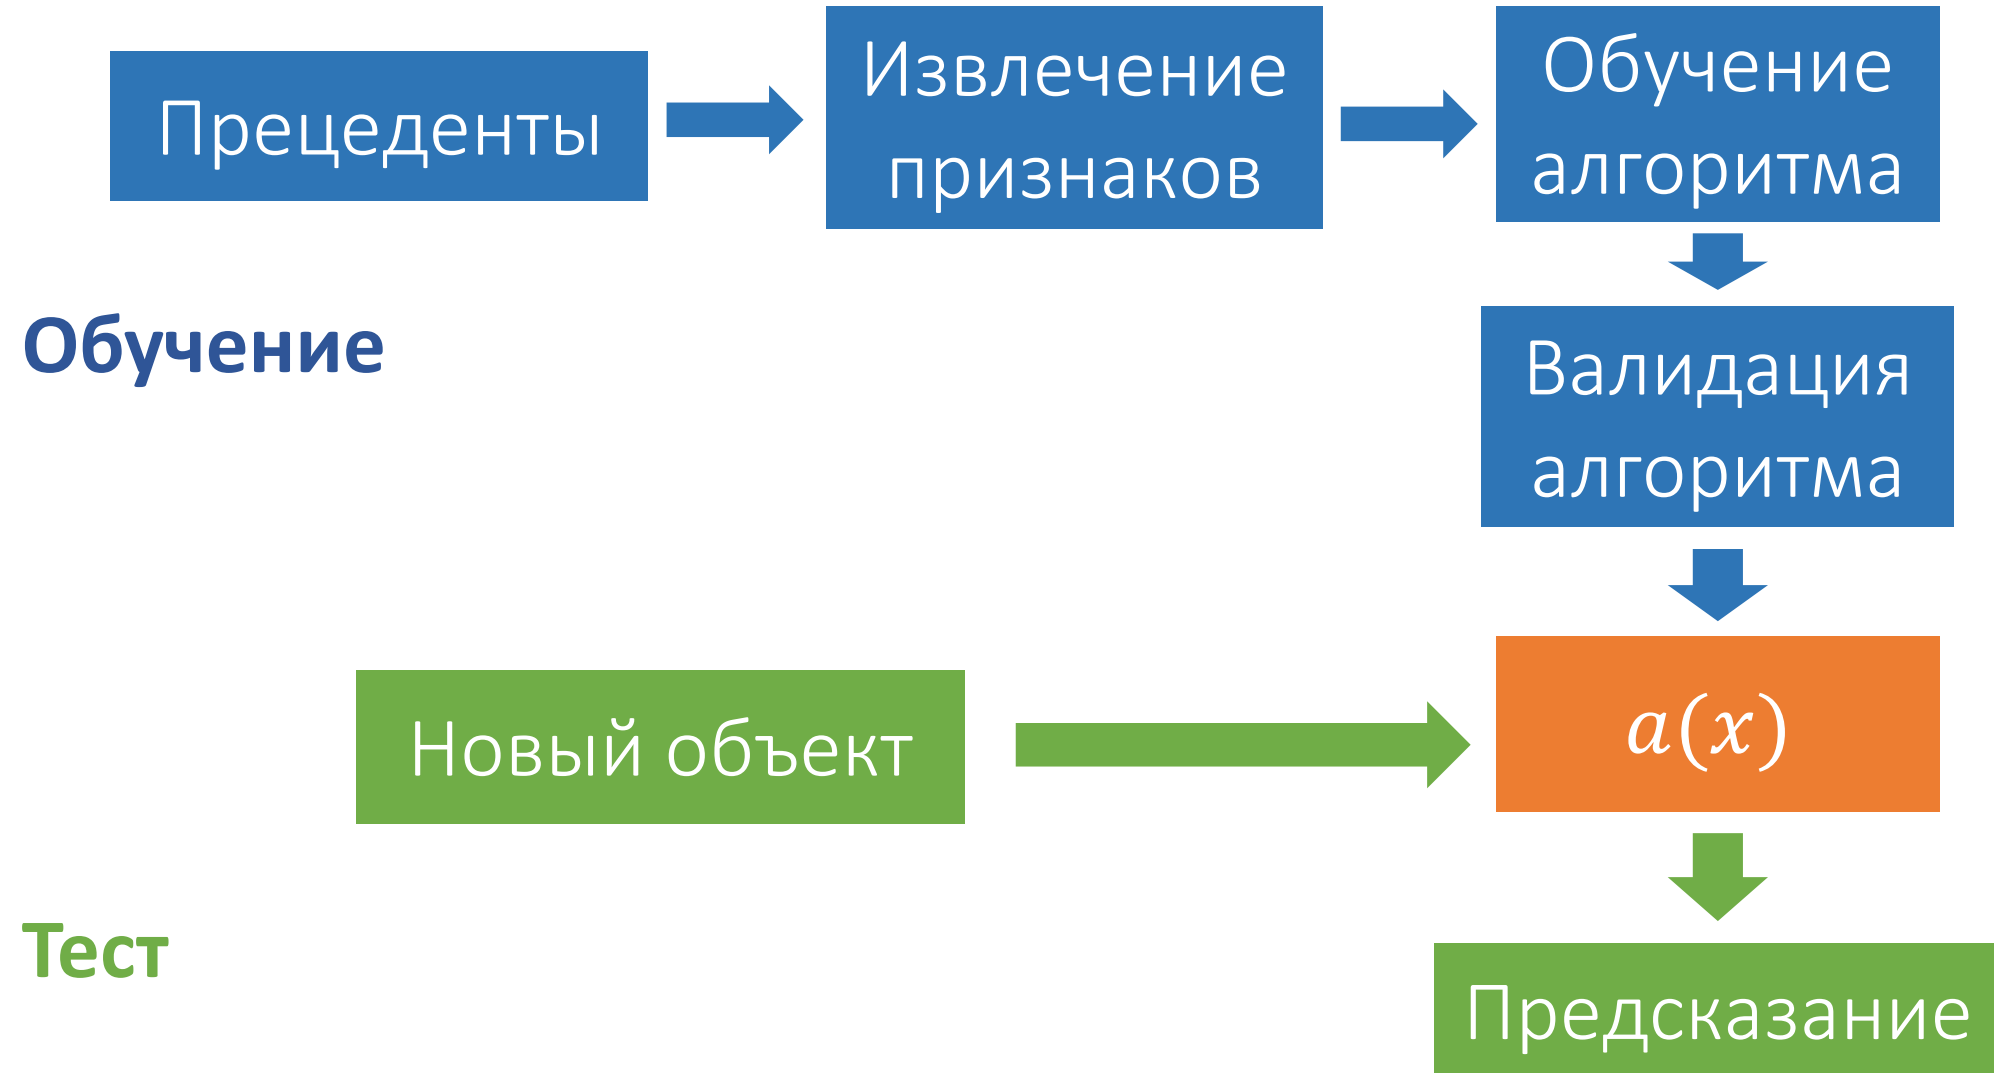 Прецеденты
Извлечение
признаков
Обучение
алгоритма
Обучение
Валидация
алгоритма
Новый объект
a(x)
Тест
Предсказание